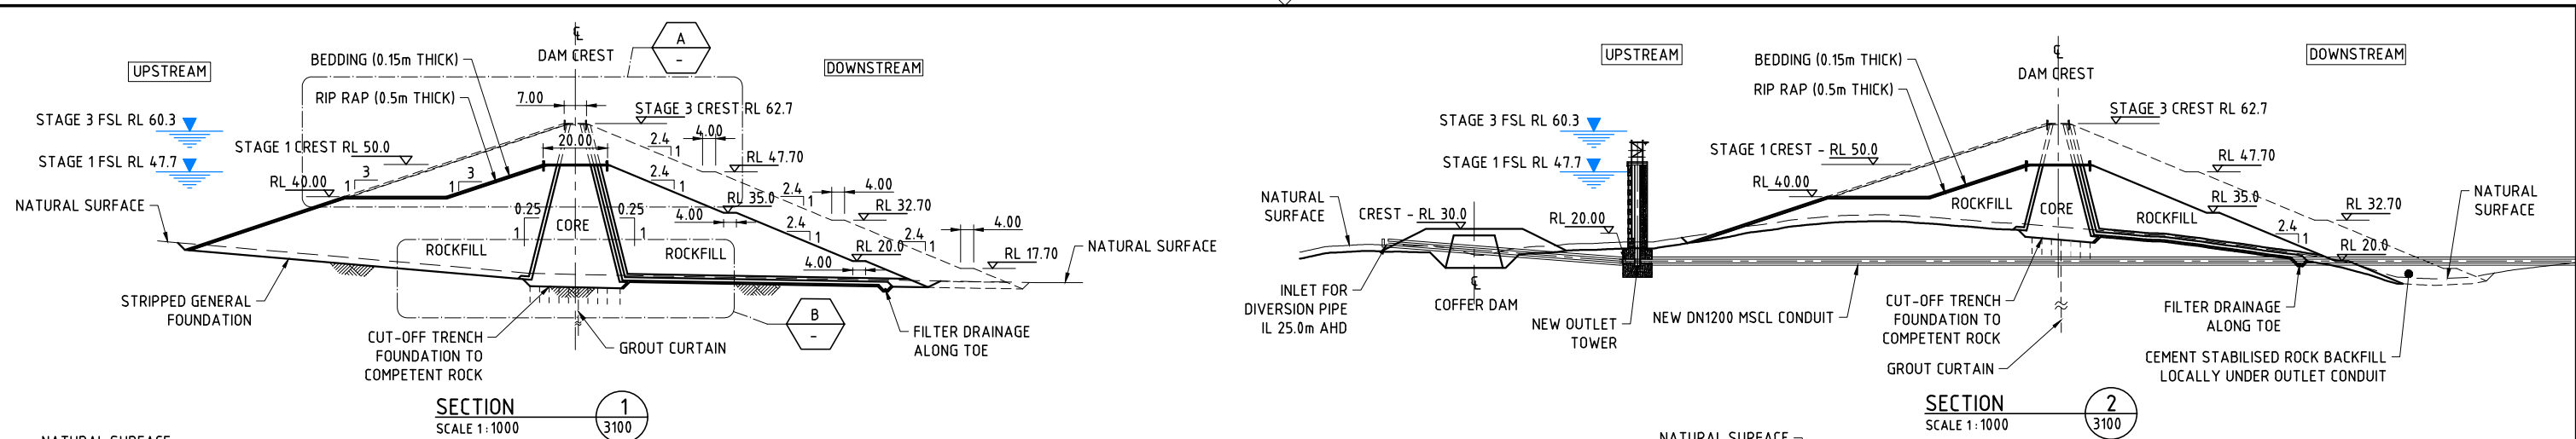 UPSTREAM
BEDDING (0.15m THICK)
RIP RAP (0.5m THICK)
℄
DAM CREST
A
-
DOWNSTREAM
7.00
STAGE 3 CREST RL 62.7
STAGE 3 FSL RL 60.3
STAGE 1 CREST RL 50.0
STAGE 1 FSL RL 47.7
20.00
2.4
1
4.00
RL 47.70
RL 40.00
1
3
1
3
2.4
1
2.4
1
4.00
NATURAL SURFACE
0.25
1
CORE
0.25
1
RL 35.0
4.00
RL 32.70
2.4
1
2.4
1
4.00
ROCKFILL
ROCKFILL
RL 20.0
4.00
RL 17.70
NATURAL SURFACE
STRIPPED GENERAL
FOUNDATION
CUT-OFF TRENCH
FOUNDATION TO
COMPETENT ROCK
GROUT CURTAIN
B
-
FILTER DRAINAGE
ALONG TOE
SECTION
SCALE 1:1000
1
3100
NATURAL SURFACE
UPSTREAM
BEDDING (0.15m THICK)
RIP RAP (0.5m THICK)
℄
DAM CREST
DOWNSTREAM
STAGE 3 CREST RL 62.7
STAGE 3 FSL RL 60.3
STAGE 1 FSL RL 47.7
STAGE 1 CREST - RL 50.0
RL 47.70
RL 40.00
NATURAL
SURFACE
CREST - RL 30.0
RL 20.00
ROCKFILL
CORE
ROCKFILL
RL 35.0
RL 32.70
2.4
1
RL 20.0
NATURAL
SURFACE
INLET FOR
DIVERSION PIPE
IL 25.0m AHD
℄
COFFER DAM
NEW OUTLET
TOWER
NEW DN1200 MSCL CONDUIT
CUT-OFF TRENCH
FOUNDATION TO
COMPETENT ROCK
GROUT CURTAIN
FILTER DRAINAGE
ALONG TOE
CEMENT STABILISED ROCK BACKFILL
LOCALLY UNDER OUTLET CONDUIT
SECTION
SCALE 1:1000
2
3100
NATURAL SURFACE